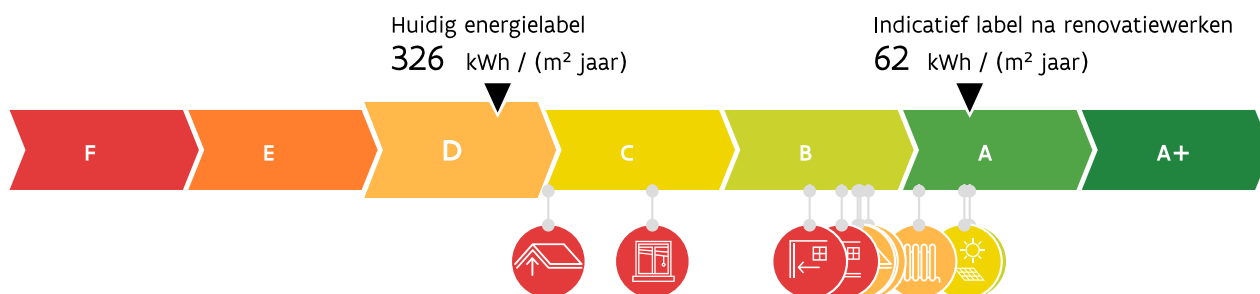 Huidig energielabel
326 kWh / (m² jaar)
Indicatief label na renovatiewerken
62 kWh / (m² jaar)
F E D C B A A+